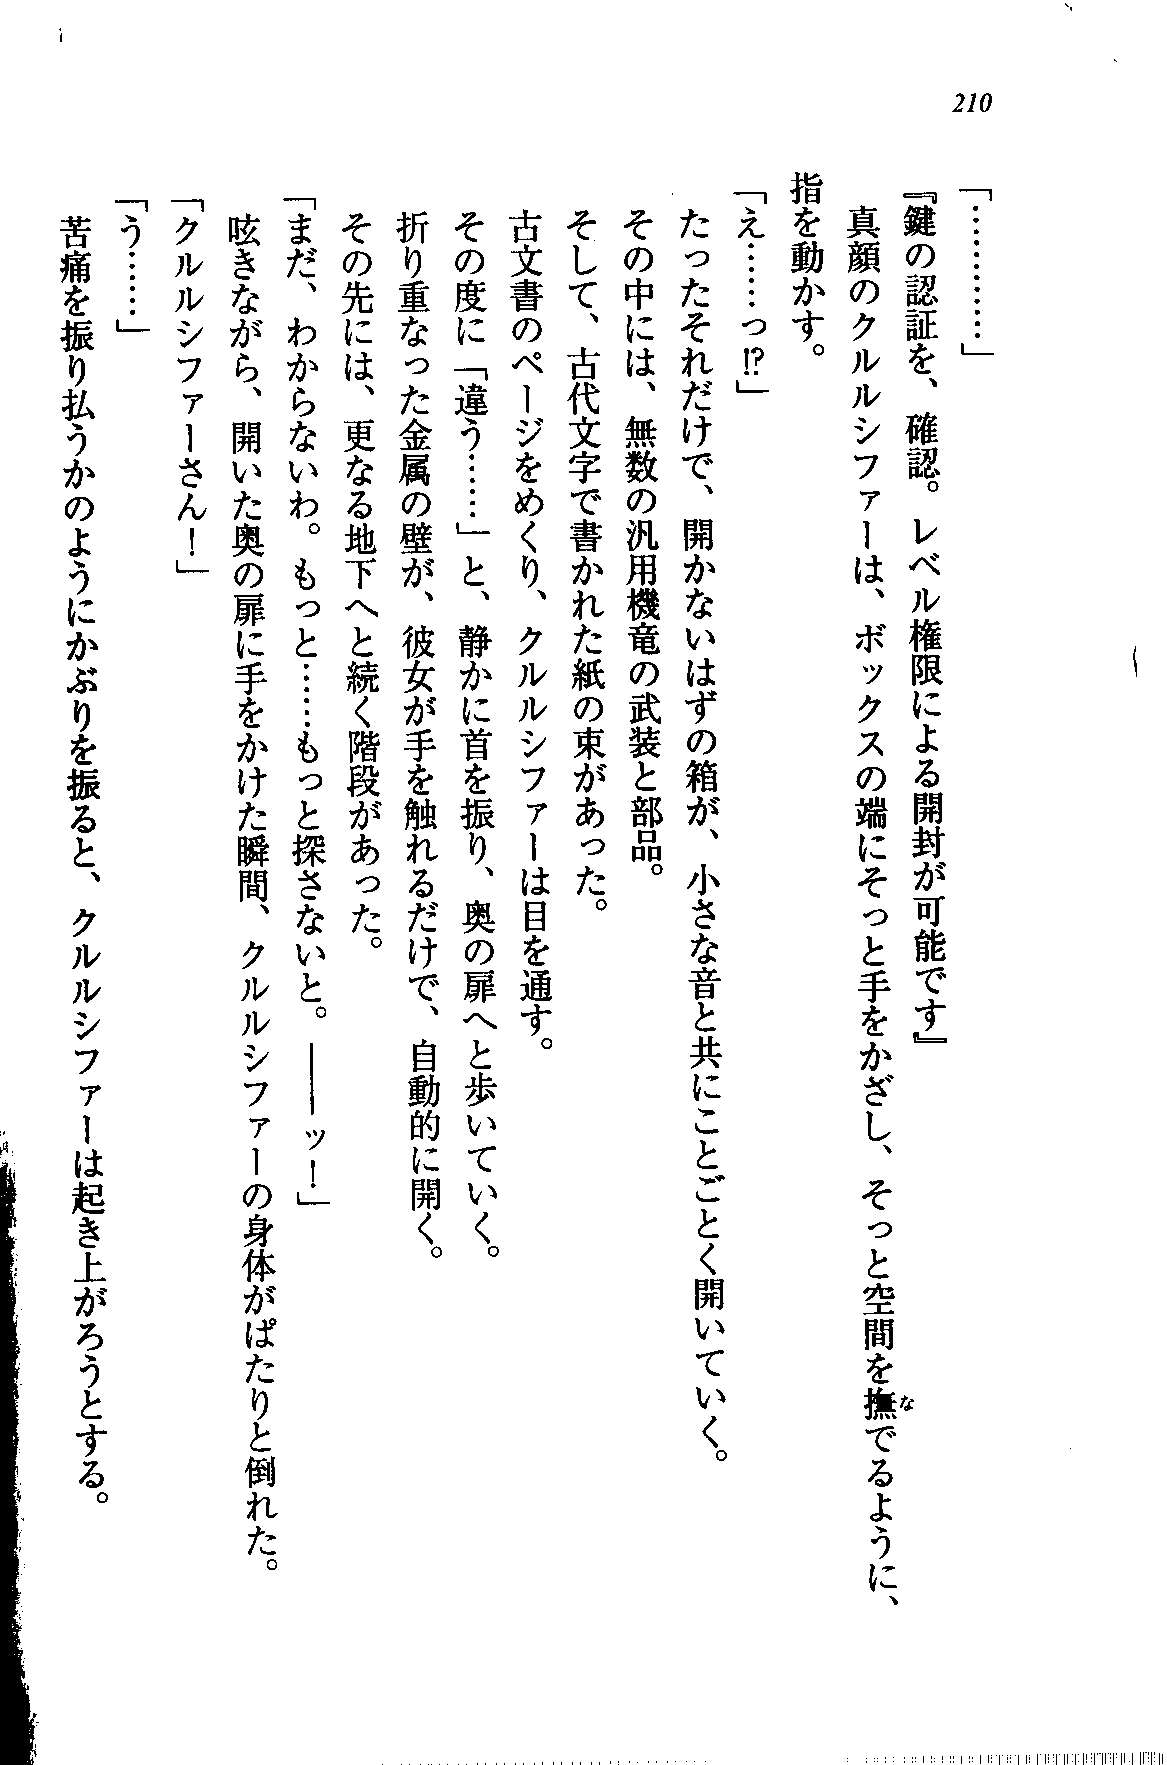 210
「…………」
『鍵の認証を、確認。レベル権限による開封が可能です』
真顔のクルルシファーは、ボックスの端にそっと手をかざし、そっと空間を撫でるように、
な
指を動かす。
「え……っ!?」
たったそれだけで、開かないはずの箱が、小さな音と共にことごとく開いていく。
その中には、無数の汎用機竜の武装と部品。
そして、古代文字で書かれた紙の束があった。
古文書のページをめくり、クルルシファーは目を通す。
その度に「違う……」と、静かに首を振り、奥の扉へと歩いていく。
折り重なった金属の壁が、彼女が手を触れるだけで、自動的に開く。
その先には、更なる地下へと続く階段があった。
「まだ、わからないわ。もっと……もっと探さないと。――ッ！」
呟きながら、開いた奥の扉に手をかけた瞬間、クルルシファーの身体がぱたりと倒れた。
「クルルシファーさん！」
「う……」
苦痛を振り払うかのようにかぶりを振ると、クルルシファーは起き上がろうとする。